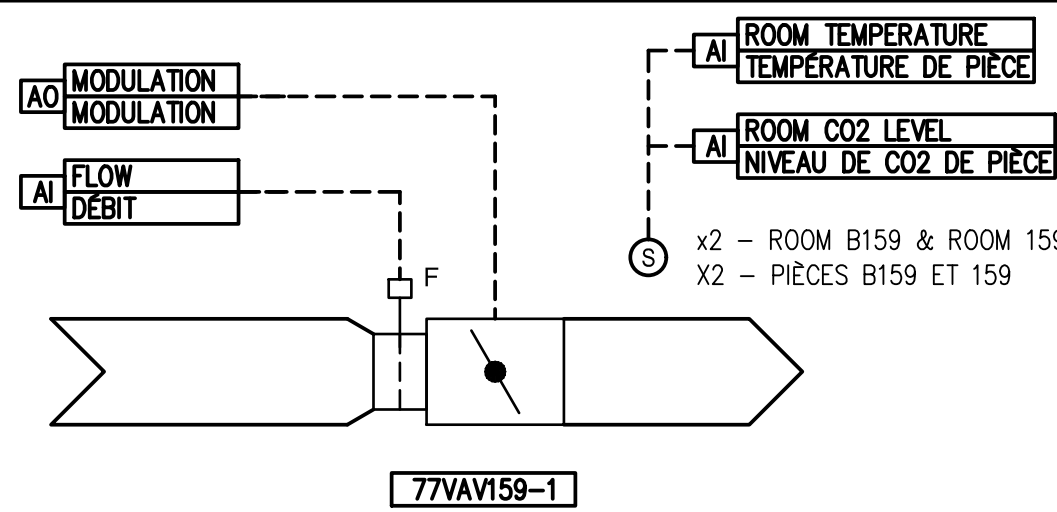 AO
MODULATION
MODULATION
AI
FLOW
DÉBIT
F
AI
ROOM TEMPERATURE
TEMPÉRATURE DE PIÈCE
AI
ROOM CO2 LEVEL
NIVEAU DE CO2 DE PIÈCE
S
x2 – ROOM B159 & ROOM 159
X2 – PIÈCES B159 ET 159
77VAV159–1